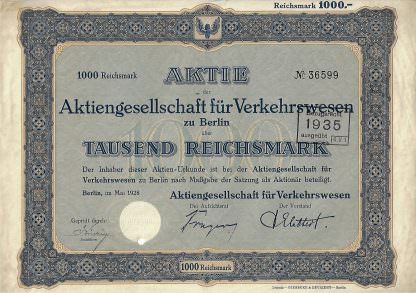 Reichsmark 1000.-
1000 Reichsmark
AKTIE
No 36599
der
Aktiengesellschaft für Verkehrswesen
zu Berlin
über
1935
ausgeübt
TAUSEND REICHSMARK
1000
Der Inhaber dieser Aktien-Urkunde ist bei der Aktiengesellschaft für
Verkehrswesen zu Berlin nach Maßgabe der Satzung als Aktionär beteiligt.
Berlin, im Mai 1928
Aktiengesellschaft für Verkehrswesen
Der Aufsichtsrat
Der Vorstand
1000 Reichsmark